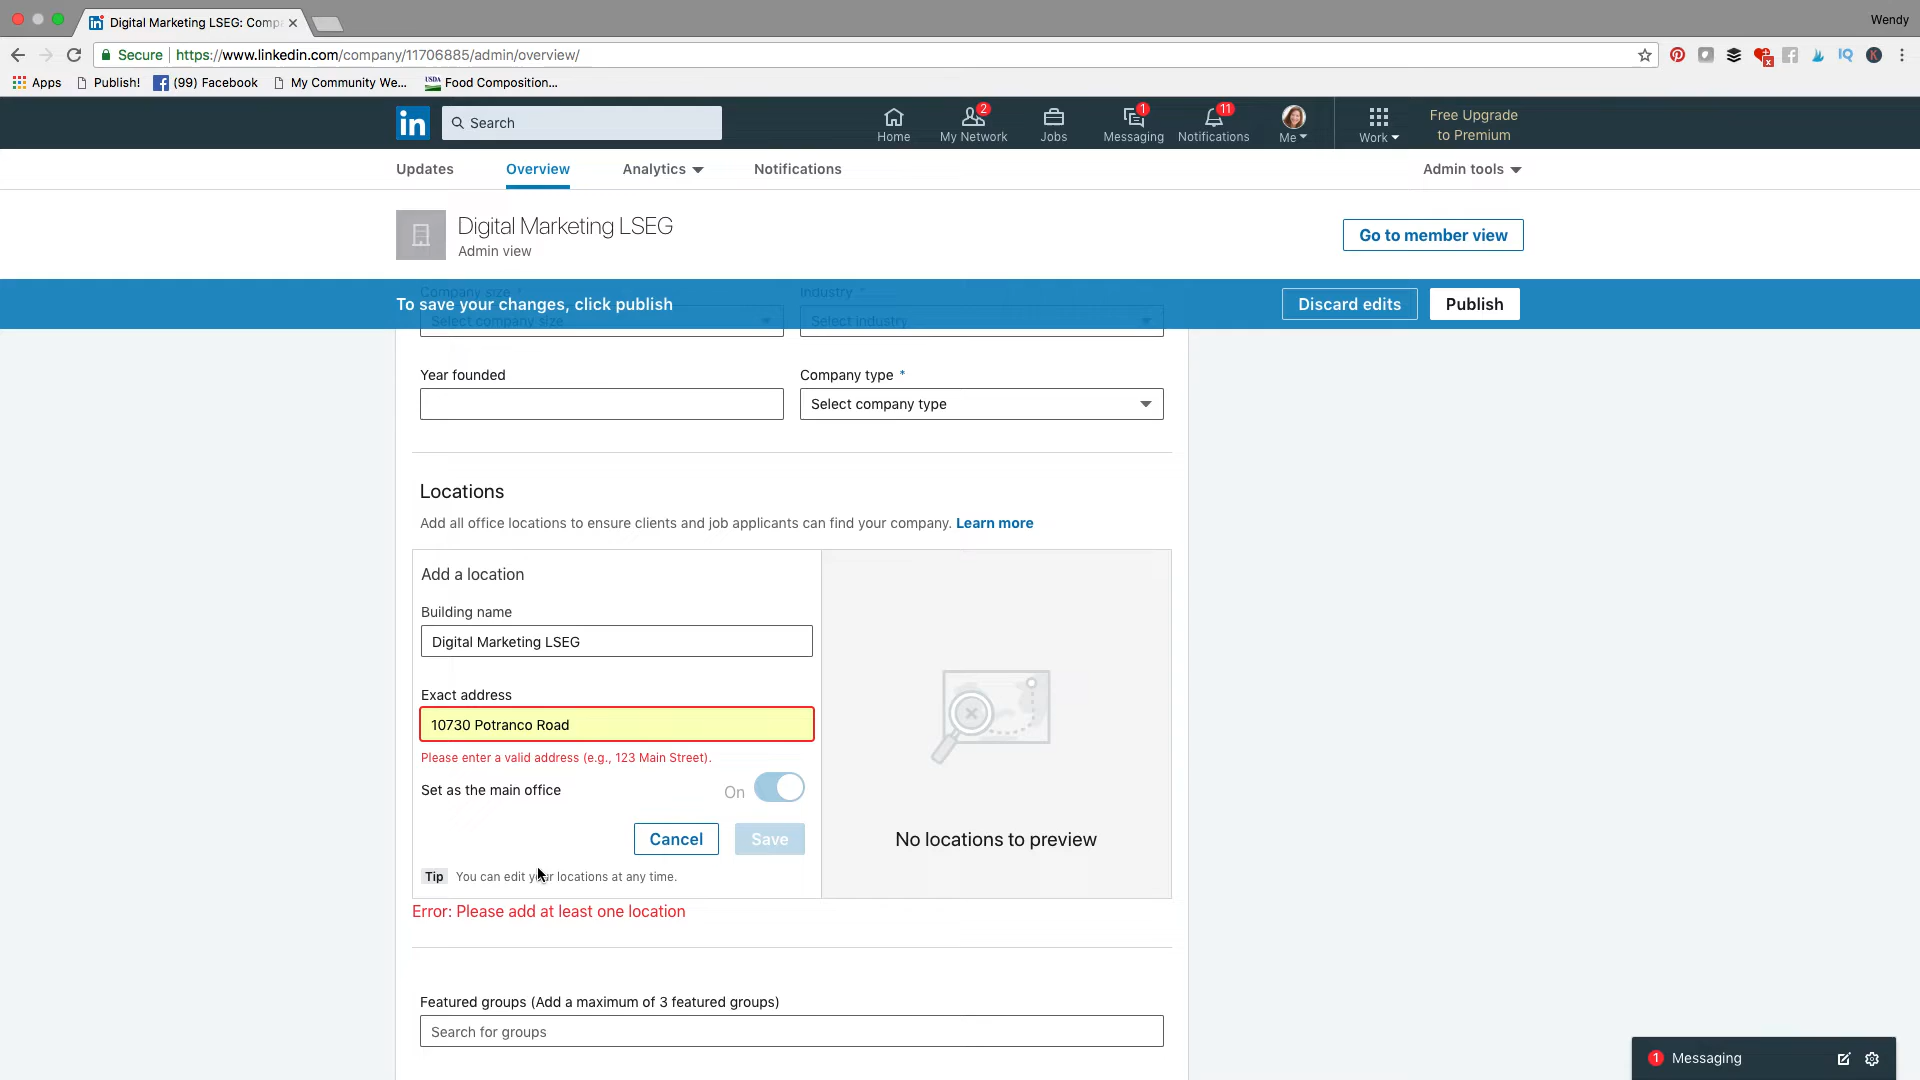 Digital Marketing LSEG: Comp
Wendy
Secure
https://www.linkedin.com/company/11706885/admin/overview/
Apps
Publish!
(99) Facebook
My Community We...
USDA
Food Composition...
in
Search
Home
2
My Network
Jobs
1
Messaging
11
Notifications
Me
Work
Free Upgrade
to Premium
Updates
Overview
Analytics
Notifications
Admin tools
Digital Marketing LSEG
Admin view
Go to member view
Company size *
Industry *
To save your changes, click publish
Discard edits
Publish
Select company size
Select industry
Year founded
Company type *
Select company type
Locations
Add all office locations to ensure clients and job applicants can find your company. Learn more
Add a location
Building name
Digital Marketing LSEG
Exact address
10730 Potranco Road
Please enter a valid address (e.g., 123 Main Street).
Set as the main office
On
Cancel
Save
No locations to preview
Tip
You can edit your locations at any time.
Error: Please add at least one location
Featured groups (Add a maximum of 3 featured groups)
Search for groups
1
Messaging